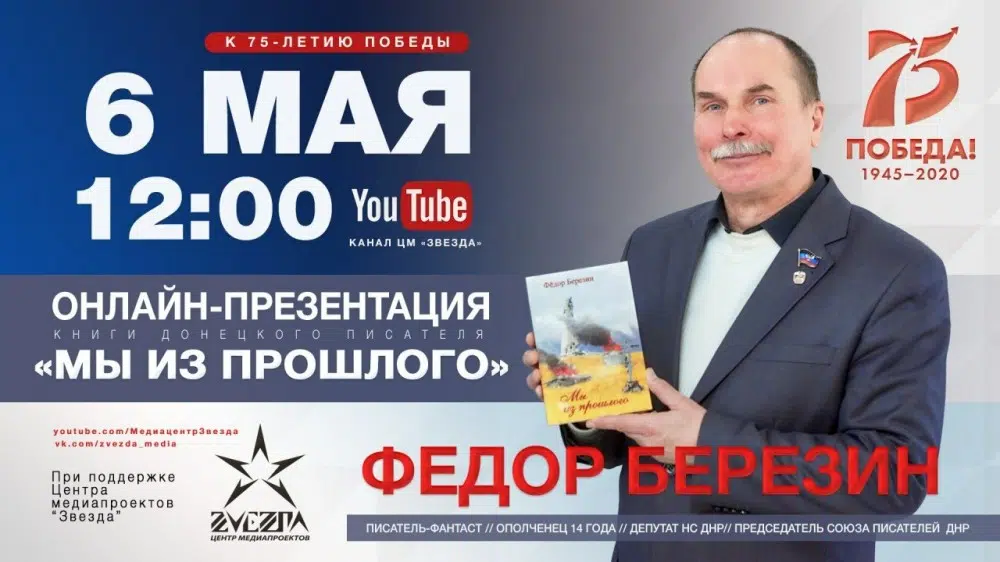 К 75-ЛЕТИЮ ПОБЕДЫ
6 МАЯ
12:00
YouTube
КАНАЛ ЦМ «ЗВЕЗДА»
75
ПОБЕДА!
1945–2020
ОНЛАЙН-ПРЕЗЕНТАЦИЯ
КНИГИ ДОНЕЦКОГО ПИСАТЕЛЯ
«МЫ ИЗ ПРОШЛОГО»
Фёдор Березин
Мы
из прошлого
youtube.com/МедиацентрЗвезда
vk.com/zvezda_media
При поддержке
Центра
медиапроектов
"Звезда"
ZVEZDA
ЦЕНТР МЕДИАПРОЕКТОВ
ФЕДОР БЕРЕЗИН
ПИСАТЕЛЬ-ФАНТАСТ // ОПОЛЧЕНЕЦ 14 ГОДА // ДЕПУТАТ НС ДНР// ПРЕДСЕДАТЕЛЬ СОЮЗА ПИСАТЕЛЕЙ ДНР